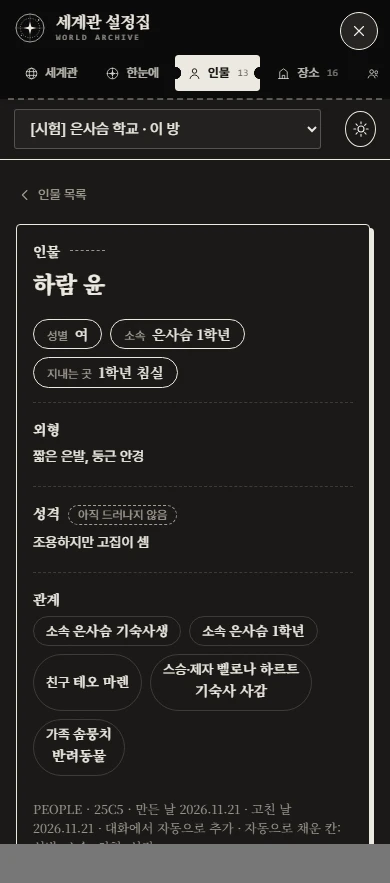 세계관 설정집
WORLD ARCHIVE
세계관 한눈에 인물 13 장소 16
[시험] 은사슴 학교 · 이 방
인물 목록
인물
하람 윤
성별 여 소속 은사슴 1학년
지내는 곳 1학년 침실
외형
짧은 은발, 둥근 안경
성격 아직 드러나지 않음
조용하지만 고집이 셈
관계
소속 은사슴 기숙사생 소속 은사슴 1학년
친구 테오 마렌 스승·제자 벨로나 하르트
기숙사 사감
가족 솜뭉치
반려동물
PEOPLE · 25C5 · 만든 날 2026.11.21 · 고친 날
2026.11.21 · 대화에서 자동으로 추가 · 자동으로 채운 칸: